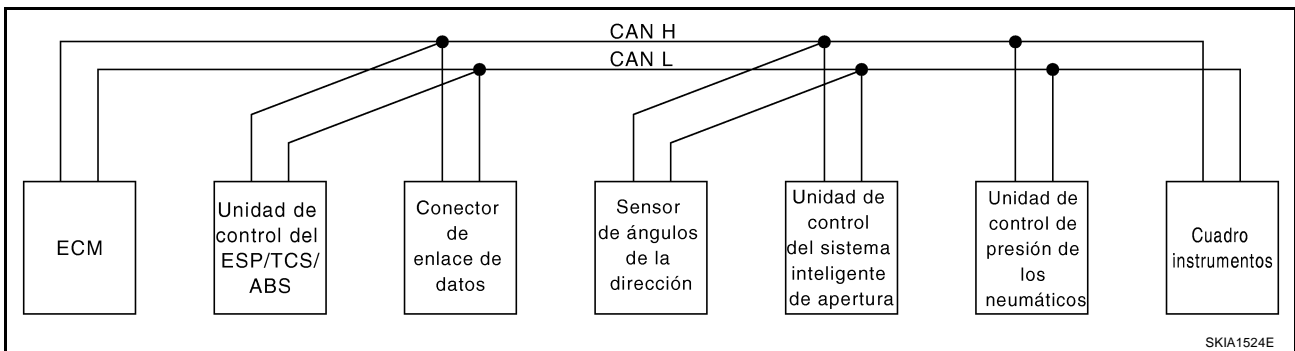 CAN H
CAN L
ECM
Unidad de
control del
ESP/TCS/
ABS
Conector
de
enlace de
datos
Sensor
de ángulos
de la
dirección
Unidad de
control
del sistema
inteligente
de apertura
Unidad de
control de
presión de
los
neumáticos
Cuadro
instrumentos
SKIA1524E